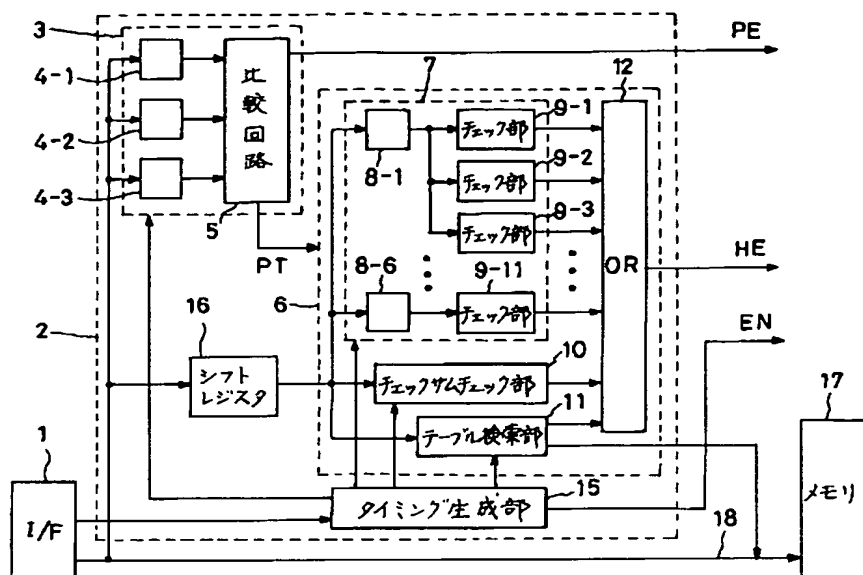 3
4-1
4-2
4-3
比較回路
5
PT
PE
7
12
8-1
チェック部
9-1
チェック部
9-2
チェック部
9-3
8-6
チェック部
9-11
OR
HE
EN
6
2
16
シフト
レジスタ
チェックサムチェック部
10
テーブル検索部
11
タイミング生成部
15
1
I/F
17
メモリ
18